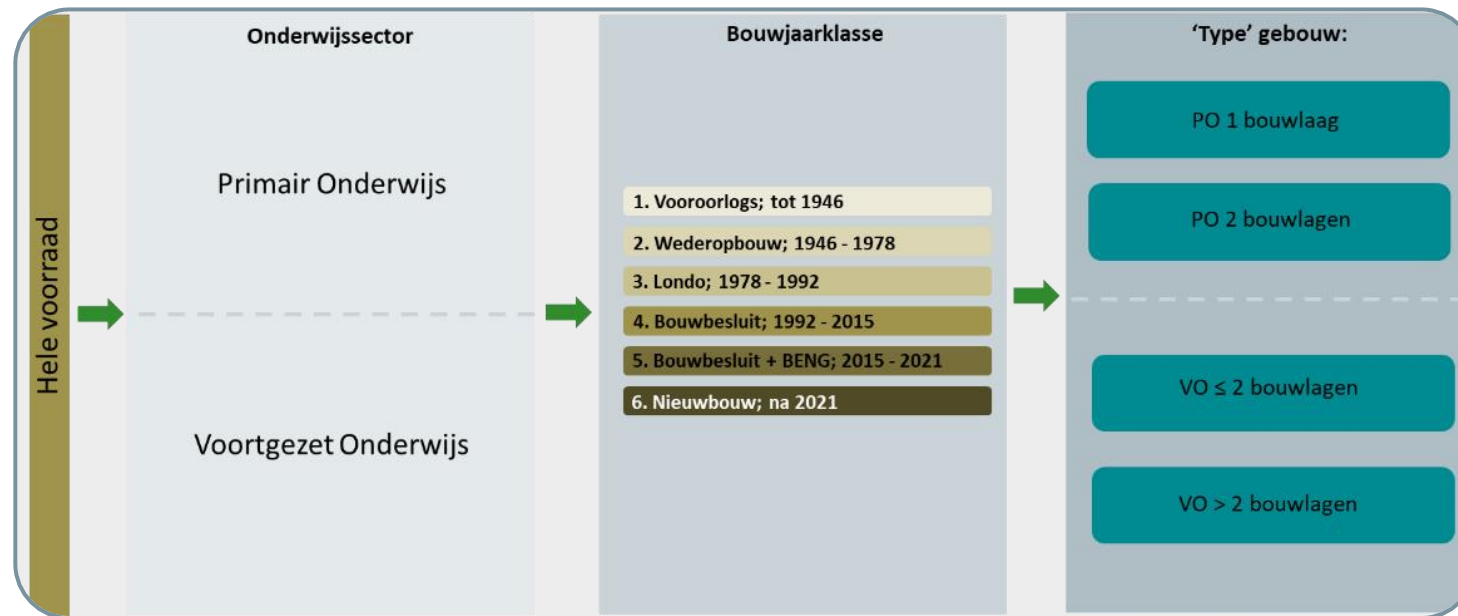 Hele voorraad
Onderwijssector
Primair Onderwijs
Voortgezet Onderwijs
Bouwjaarklasse
1. Vooroorlogs; tot 1946
2. Wederopbouw; 1946 - 1978
3. Londo; 1978 - 1992
4. Bouwbesluit; 1992 - 2015
5. Bouwbesluit + BENG; 2015 - 2021
6. Nieuwbouw; na 2021
‘Type’ gebouw:
PO 1 bouwlaag
PO 2 bouwlagen
VO ≤ 2 bouwlagen
VO > 2 bouwlagen